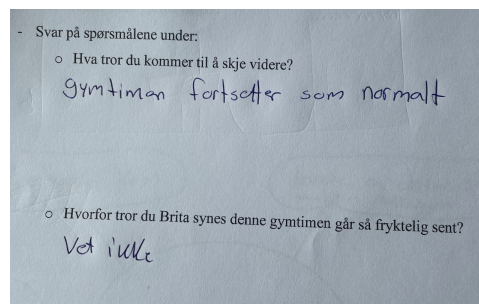 - Svar på spørsmålene under:
o Hva tror du kommer til å skje videre?
gymtiman fortsetter som normalt
o Hvorfor tror du Brita synes denne gymtimen går så fryktelig sent?
Vet ikke